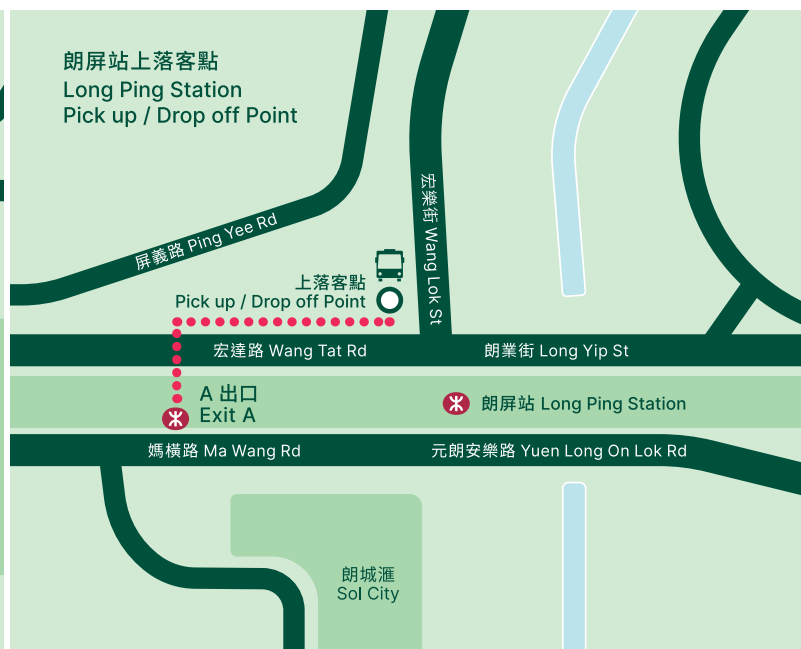 朗屏站上落客點
Long Ping Station
Pick up / Drop off Point
宏樂街 Wang Lok St
屏義路 Ping Yee Rd
上落客點
Pick up / Drop off Point
宏達路 Wang Tat Rd
朗業街 Long Yip St
A 出口
Exit A
朗屏站 Long Ping Station
媽橫路 Ma Wang Rd
元朗安樂路 Yuen Long On Lok Rd
朗城滙
Sol City